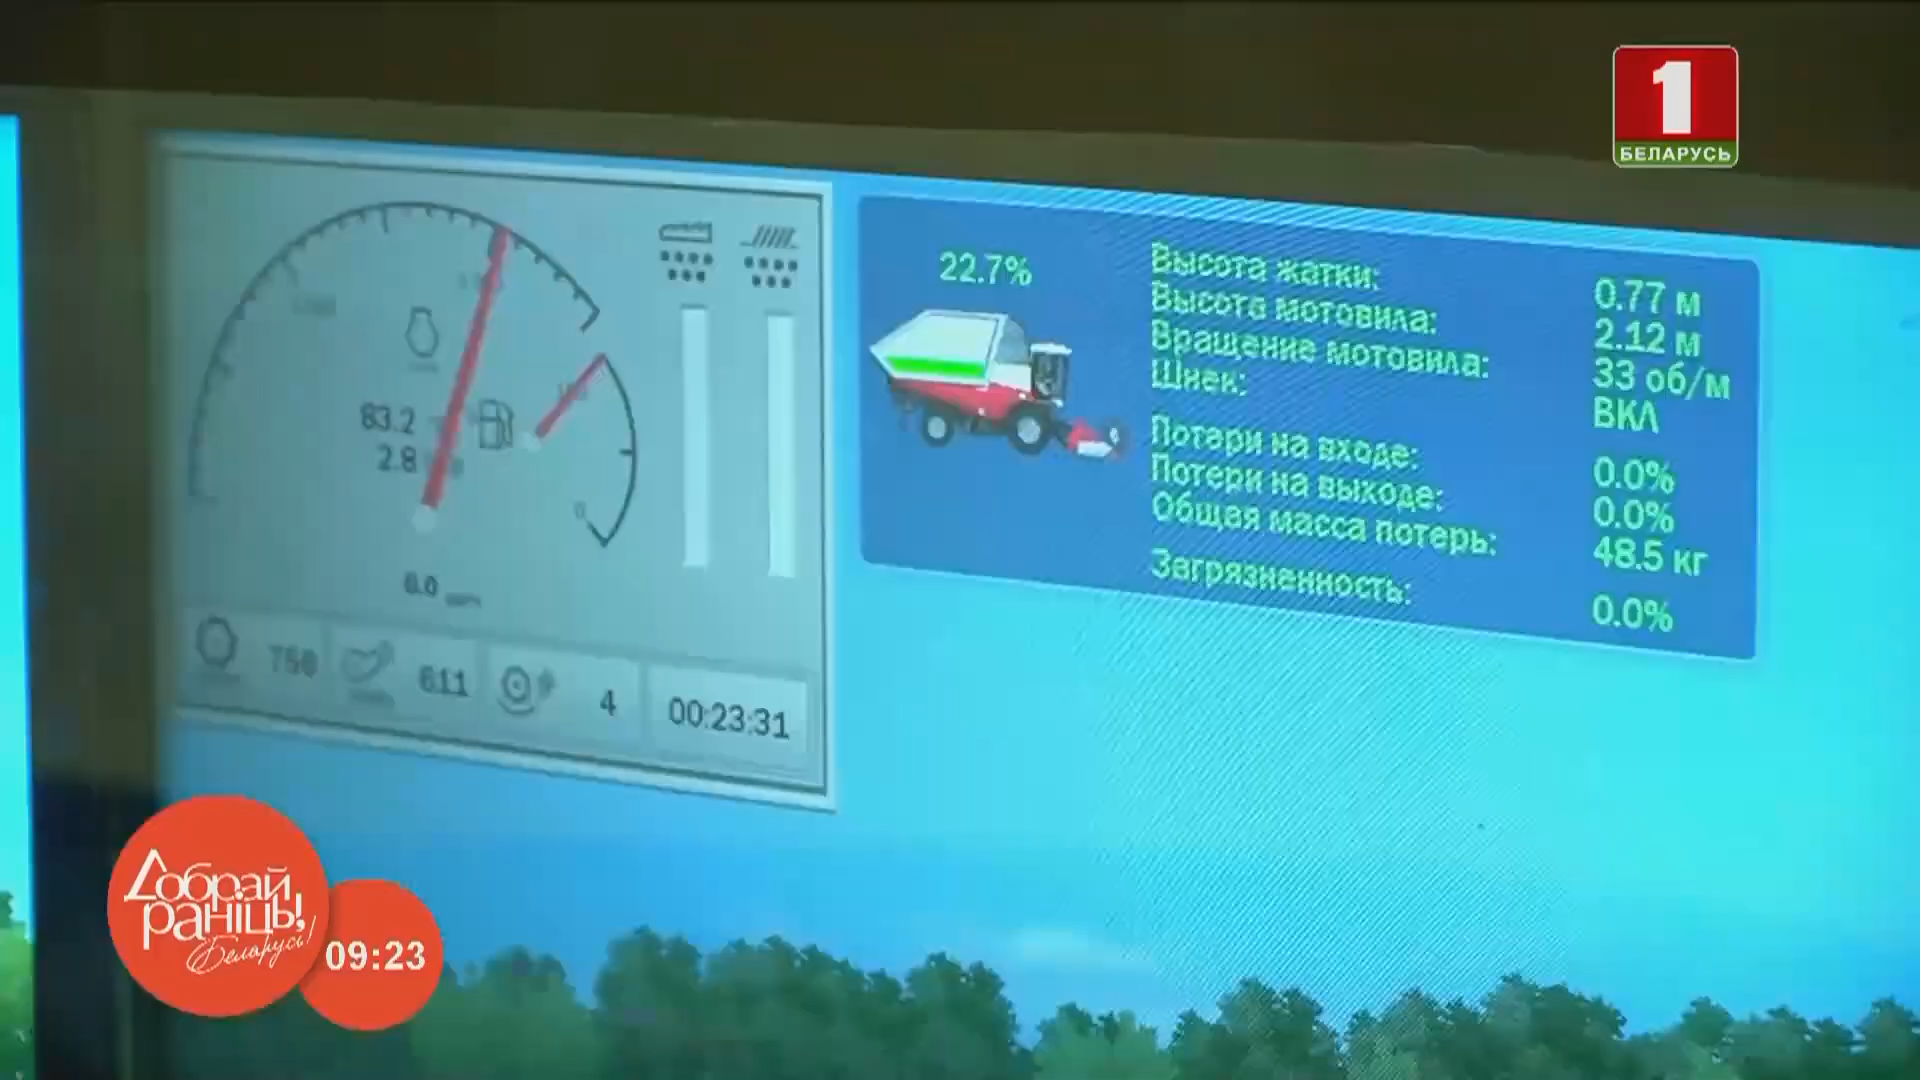 1
БЕЛАРУСЬ
22.7%
Высота жатки: 0.77 м
Высота мотовила: 2.12 м
Вращение мотовила: 33 об/м
Шнек: ВКЛ
Потери на входе: 0.0%
Потери на выходе: 0.0%
Общая масса потерь: 48.5 кг
Загрязненность: 0.0%
83.2
2.8
0
611
4
00:23:31
Добрай
раніцы,
Беларусь!
09:23